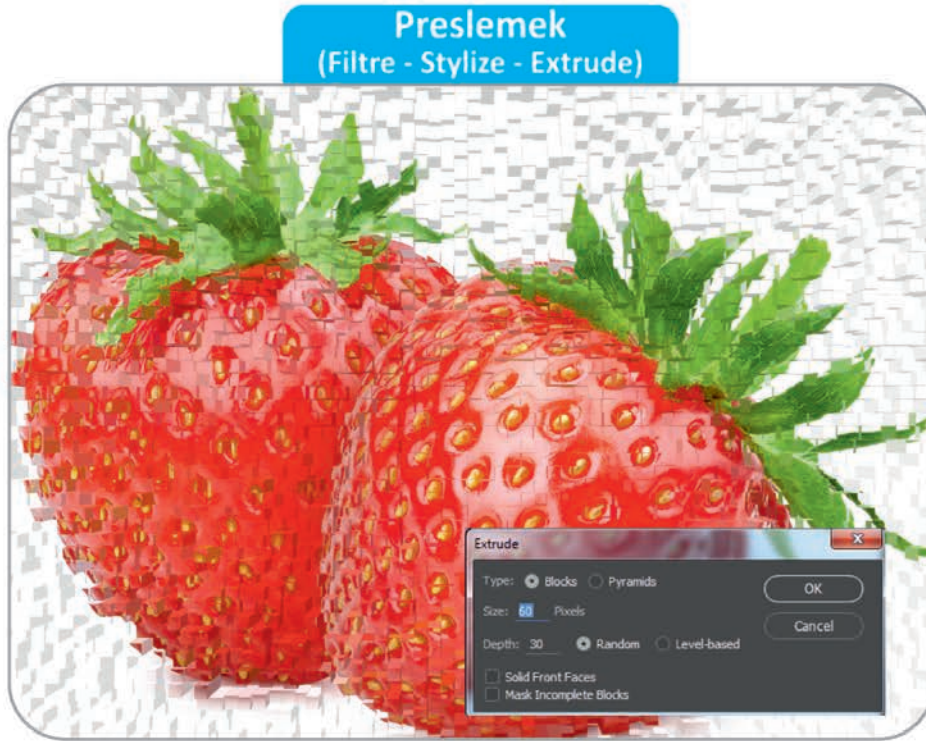 Preslemek
(Filtre - Stylize - Extrude)
Extrude
Type: Blocks Pyramids
OK
Size: 60 Pixels
Cancel
Depth: 30 Random Level-based
Solid Front Faces
Mask Incomplete Blocks